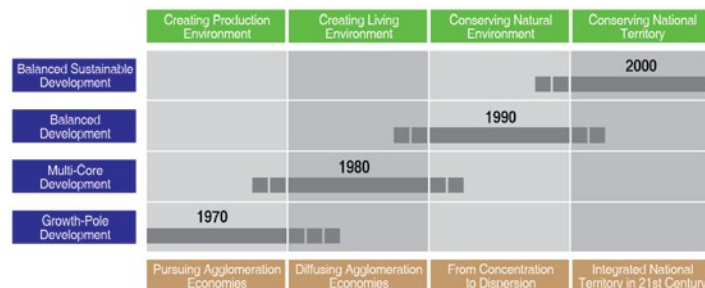 Creating Production
Environment
Creating Living
Environment
Conserving Natural
Environment
Conserving National
Territory
Balanced Sustainable
Development
2000
Balanced
Development
1990
Multi-Core
Development
1980
Growth-Pole
Development
1970
Pursuing Agglomeration
Economies
Diffusing Agglomeration
Economies
From Concentration
to Dispersion
Integrated National
Territory in 21st Century